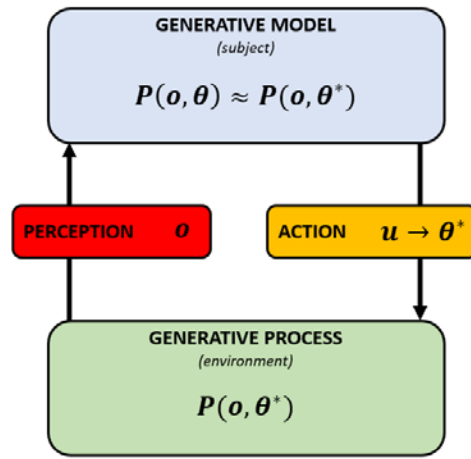 GENERATIVE MODEL
(subject)
P(o, θ) ≈ P(o, θ*)
PERCEPTION o
ACTION u → θ*
GENERATIVE PROCESS
(environment)
P(o, θ*)